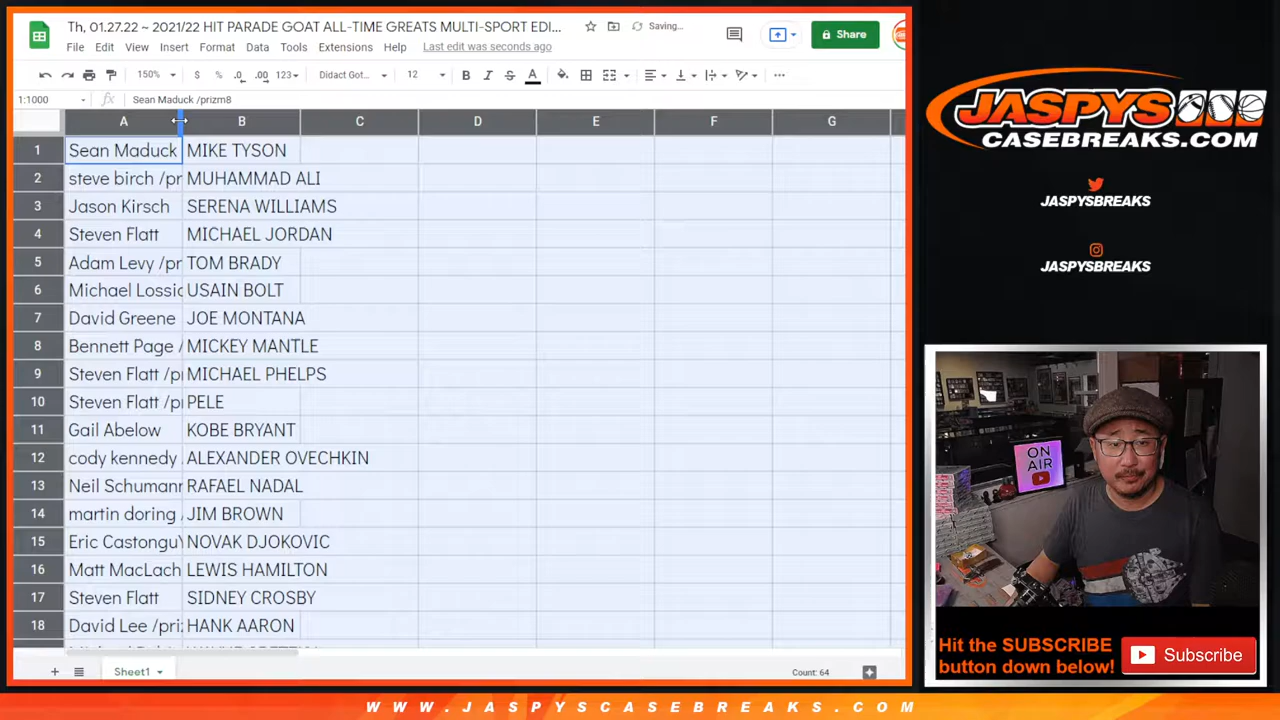 Th, 01.27.22 ~ 2021/22 HIT PARADE GOAT ALL-TIME GREATS MULTI-SPORT EDI... Saving...
File Edit View Insert Format Data Tools Extensions Help Last edit was seconds ago
Share
150% $ % .0 .00 123 Didact Got... 12 B I S A
1:1000 fx Sean Maduck /prizm8
A B C D E F G
1 Sean Maduck MIKE TYSON
2 steve birch /pr MUHAMMAD ALI
3 Jason Kirsch SERENA WILLIAMS
4 Steven Flatt MICHAEL JORDAN
5 Adam Levy /pr TOM BRADY
6 Michael Lossic USAIN BOLT
7 David Greene JOE MONTANA
8 Bennett Page / MICKEY MANTLE
9 Steven Flatt /pr MICHAEL PHELPS
10 Steven Flatt /pr PELE
11 Gail Abelow KOBE BRYANT
12 cody kennedy ALEXANDER OVECHKIN
13 Neil Schumann RAFAEL NADAL
14 martin doring / JIM BROWN
15 Eric Castongu NOVAK DJOKOVIC
16 Matt MacLach LEWIS HAMILTON
17 Steven Flatt SIDNEY CROSBY
18 David Lee /priz HANK AARON
Sheet1 Count: 64
JASPYS
CASEBREAKS.COM
JASPYSBREAKS
JASPYSBREAKS
ON
AIR
Hit the SUBSCRIBE
button down below!
Subscribe
WWW.JASPYSCASEBREAKS.COM